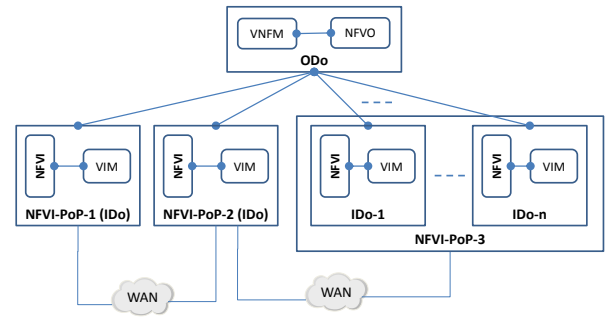 VNFM
NFVO
ODo
NFVI
VIM
NFVI-PoP-1 (IDo)
NFVI
VIM
NFVI-PoP-2 (IDo)
NFVI
VIM
IDo-1
NFVI
VIM
IDo-n
NFVI-PoP-3
WAN
WAN